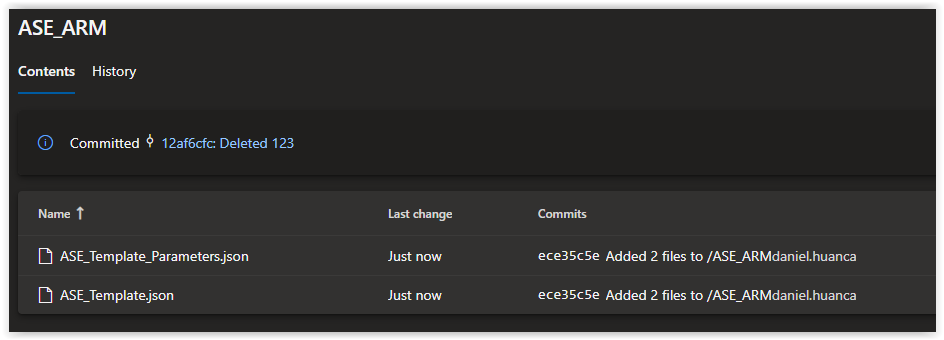 ASE_ARM
Contents History
Committed 12af6cfc: Deleted 123
Name ↑ Last change Commits
ASE_Template_Parameters.json Just now ece35c5e Added 2 files to /ASE_ARMdaniel.huanca
ASE_Template.json Just now ece35c5e Added 2 files to /ASE_ARMdaniel.huanca